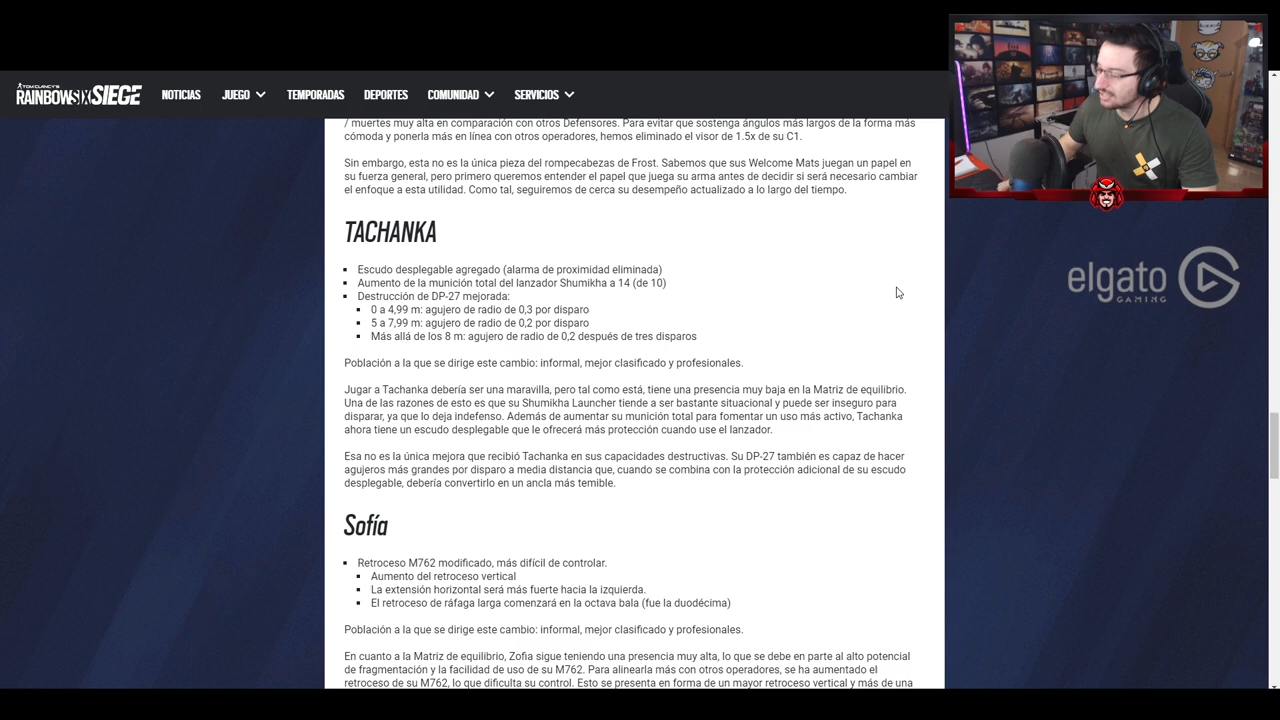 TOM CLANCY'S
RAINBOWSIX SIEGE
NOTICIAS
JUEGO
TEMPORADAS
DEPORTES
COMUNIDAD
SERVICIOS
/ muertes muy alta en comparación con otros Defensores. Para evitar que sostenga ángulos más largos de la forma más
cómoda y ponerla más en línea con otros operadores, hemos eliminado el visor de 1.5x de su C1.
Sin embargo, esta no es la única pieza del rompecabezas de Frost. Sabemos que sus Welcome Mats juegan un papel en
su fuerza general, pero primero queremos entender el papel que juega su arma antes de decidir si será necesario cambiar
el enfoque a esta utilidad. Como tal, seguiremos de cerca su desempeño actualizado a lo largo del tiempo.
TACHANKA
▪ Escudo desplegable agregado (alarma de proximidad eliminada)
▪ Aumento de la munición total del lanzador Shumikha a 14 (de 10)
▪ Destrucción de DP-27 mejorada:
▪ 0 a 4,99 m: agujero de radio de 0,3 por disparo
▪ 5 a 7,99 m: agujero de radio de 0,2 por disparo
▪ Más allá de los 8 m: agujero de radio de 0,2 después de tres disparos
Población a la que se dirige este cambio: informal, mejor clasificado y profesionales.
Jugar a Tachanka debería ser una maravilla, pero tal como está, tiene una presencia muy baja en la Matriz de equilibrio.
Una de las razones de esto es que su Shumikha Launcher tiende a ser bastante situacional y puede ser inseguro para
disparar, ya que lo deja indefenso. Además de aumentar su munición total para fomentar un uso más activo, Tachanka
ahora tiene un escudo desplegable que le ofrecerá más protección cuando use el lanzador.
Esa no es la única mejora que recibió Tachanka en sus capacidades destructivas. Su DP-27 también es capaz de hacer
agujeros más grandes por disparo a media distancia que, cuando se combina con la protección adicional de su escudo
desplegable, debería convertirlo en un ancla más temible.
Sofía
▪ Retroceso M762 modificado, más difícil de controlar.
▪ Aumento del retroceso vertical
▪ La extensión horizontal será más fuerte hacia la izquierda.
▪ El retroceso de ráfaga larga comenzará en la octava bala (fue la duodécima)
Población a la que se dirige este cambio: informal, mejor clasificado y profesionales.
En cuanto a la Matriz de equilibrio, Zofia sigue teniendo una presencia muy alta, lo que se debe en parte al alto potencial
de fragmentación y la facilidad de uso de su M762. Para alinearla más con otros operadores, se ha aumentado el
retroceso de su M762, lo que dificulta su control. Esto se presenta en forma de un mayor retroceso vertical y más de una
elgato
GAMING